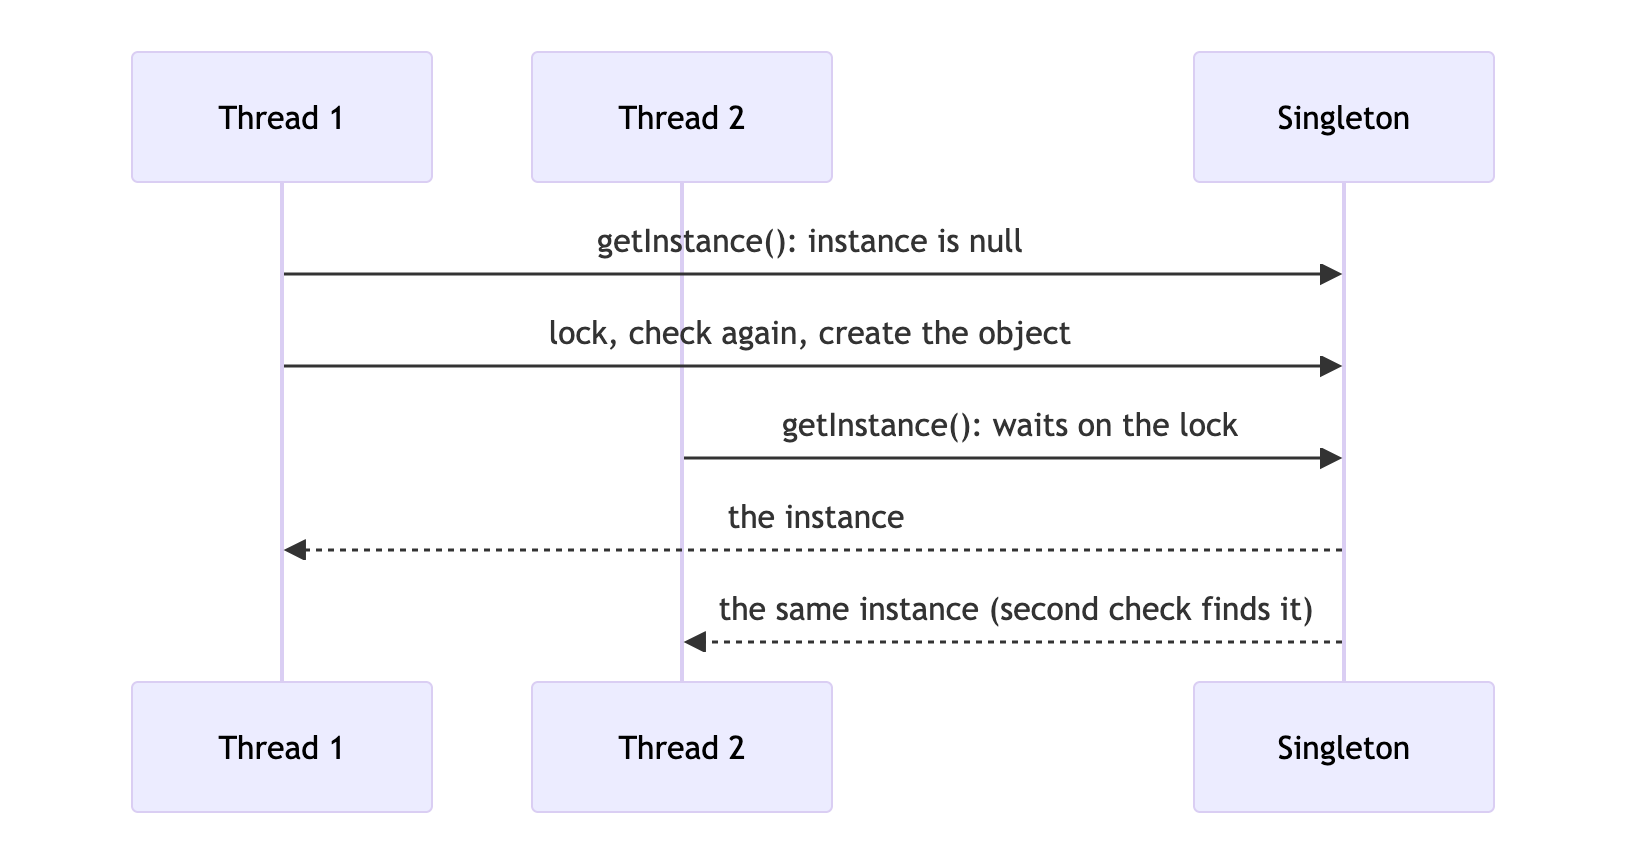 Thread 1
Thread 2
Singleton
getInstance(): instance is null
lock, check again, create the object
getInstance(): waits on the lock
the instance
the same instance (second check finds it)
Thread 1
Thread 2
Singleton